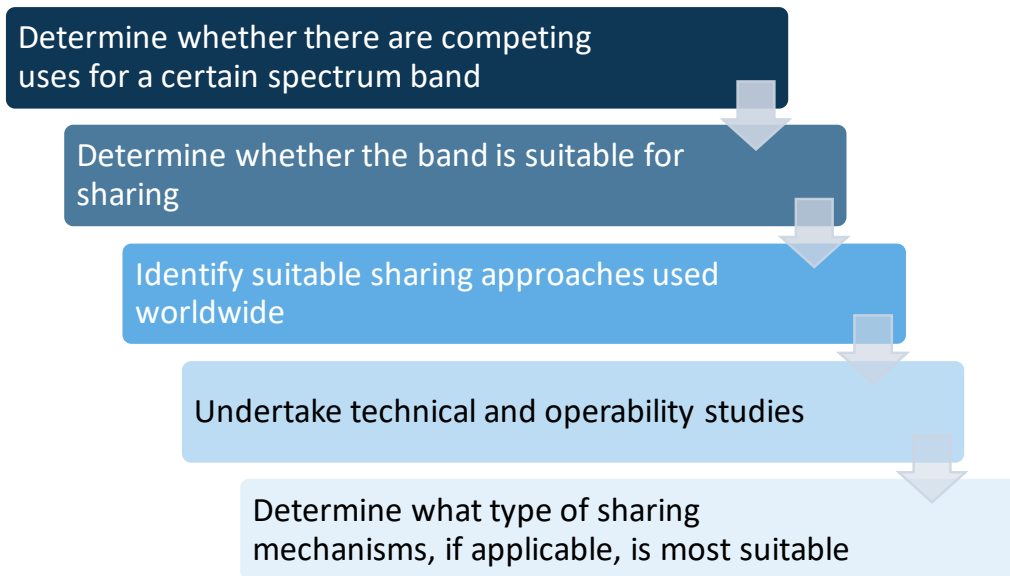 Determine whether there are competing
uses for a certain spectrum band
Determine whether the band is suitable for
sharing
Identify suitable sharing approaches used
worldwide
Undertake technical and operability studies
Determine what type of sharing
mechanisms, if applicable, is most suitable